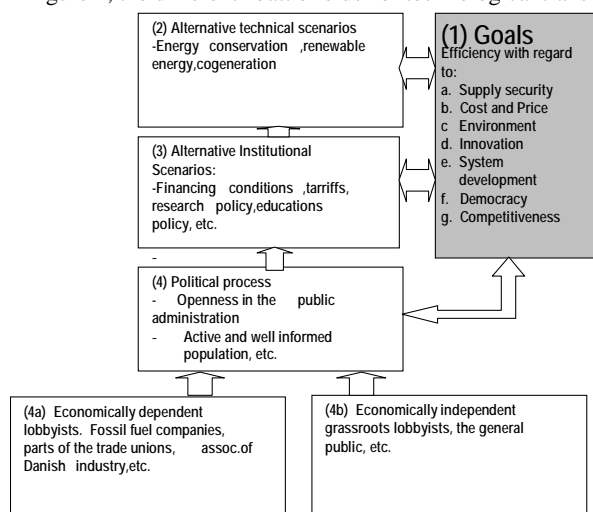 (2) Alternative technical scenarios
-Energy conservation ,renewable
energy,cogeneration
(1) Goals
Efficiency with regard
to:
a. Supply security
b. Cost and Price
c Environment
d. Innovation
e. System
development
f. Democracy
g. Competitiveness
(3) Alternative Institutional
Scenarios:
-Financing conditions ,tarriffs,
research policy,educations
policy, etc.
-
(4) Political process
- Openness in the public
administration
- Active and well informed
population, etc.
(4a) Economically dependent
lobbyists. Fossil fuel companies,
parts of the trade unions, assoc.of
Danish industry,etc.
(4b) Economically independent
grassroots lobbyists, the general
public, etc.